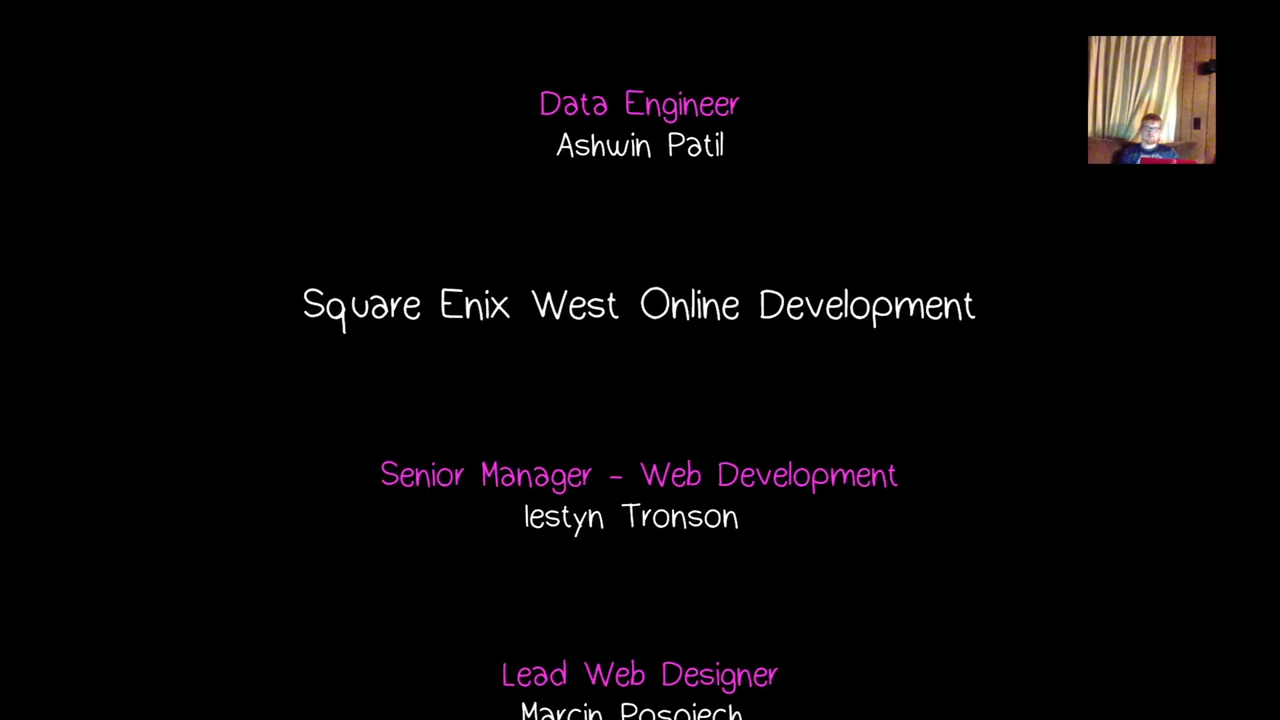 Data Engineer
Ashwin Patil
Square Enix West Online Development
Senior Manager - Web Development
Iestyn Tronson
Lead Web Designer
Marcin Pospiech